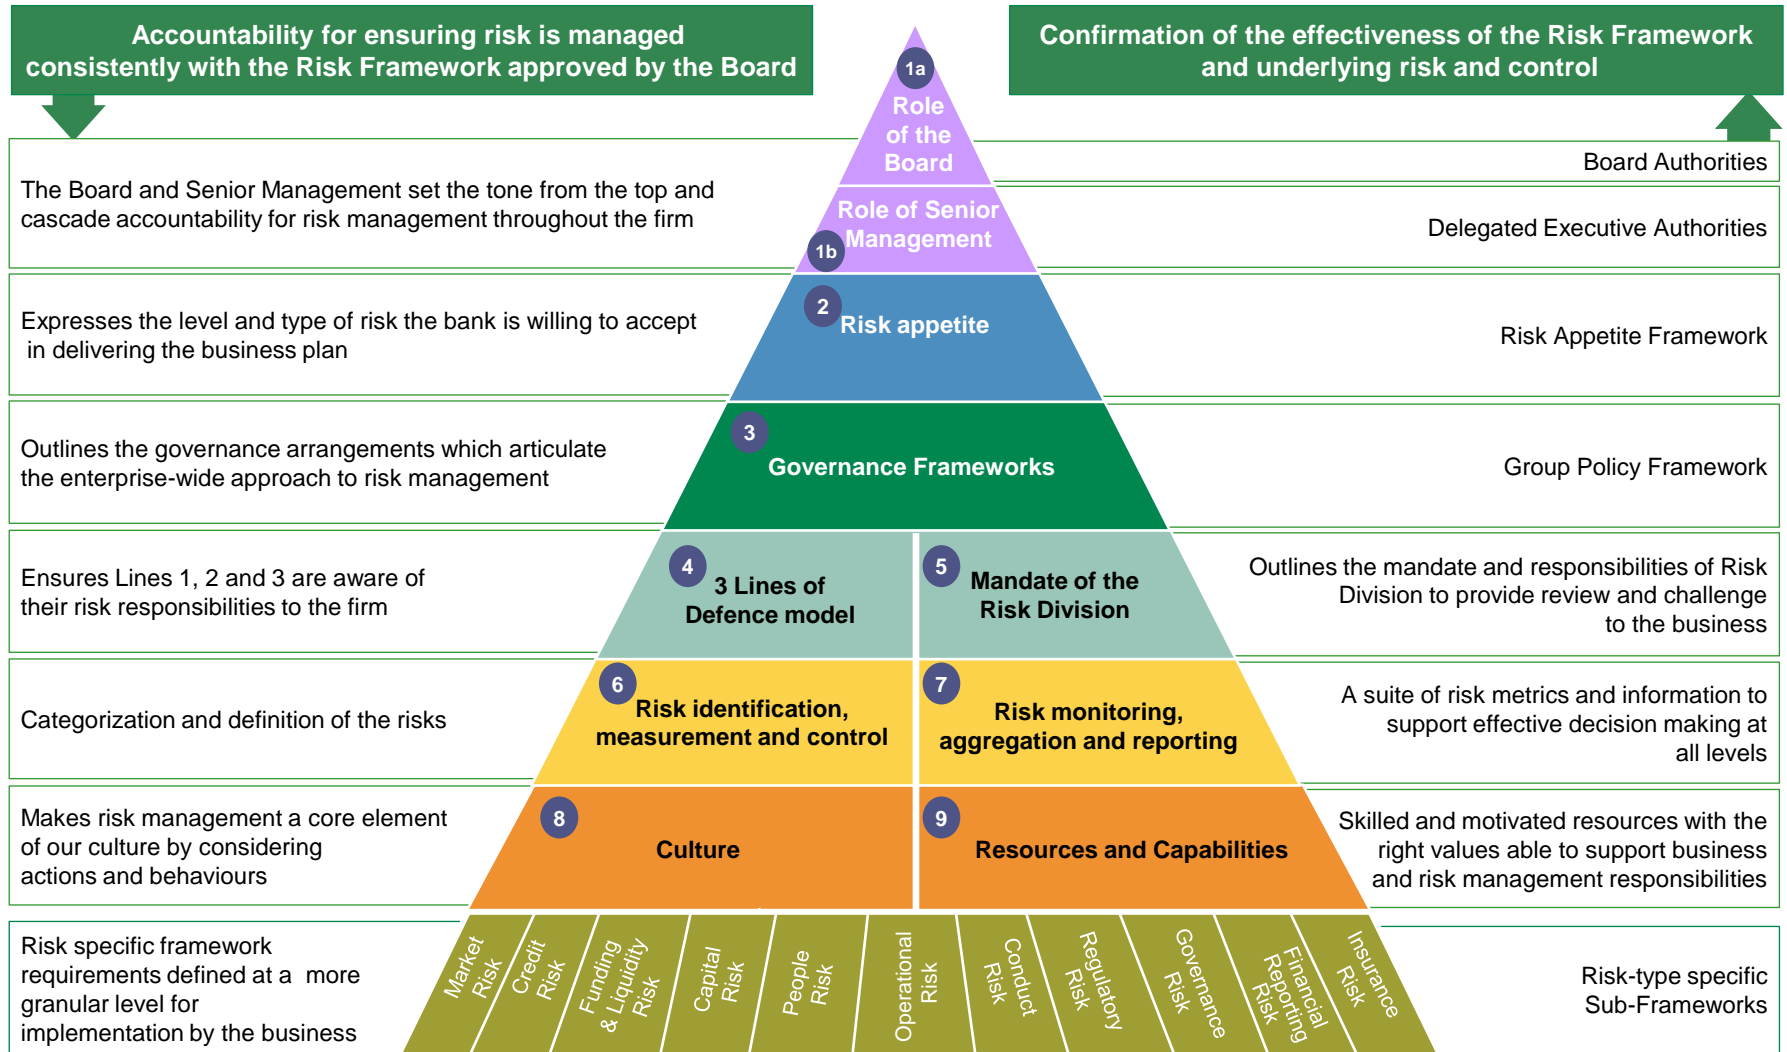 Accountability for ensuring risk is managed
consistently with the Risk Framework approved by the Board
Confirmation of the effectiveness of the Risk Framework
and underlying risk and control
1a
Role
of the
Board
The Board and Senior Management set the tone from the top and
cascade accountability for risk management throughout the firm
Board Authorities
Role of Senior
Management
1b
Delegated Executive Authorities
Expresses the level and type of risk the bank is willing to accept
in delivering the business plan
2
Risk appetite
Risk Appetite Framework
Outlines the governance arrangements which articulate
the enterprise-wide approach to risk management
3
Governance Frameworks
Group Policy Framework
Ensures Lines 1, 2 and 3 are aware of
their risk responsibilities to the firm
4
3 Lines of
Defence model
5
Mandate of the
Risk Division
Outlines the mandate and responsibilities of Risk
Division to provide review and challenge
to the business
Categorization and definition of the risks
6
Risk identification,
measurement and control
7
Risk monitoring,
aggregation and reporting
A suite of risk metrics and information to
support effective decision making at
all levels
Makes risk management a core element
of our culture by considering
actions and behaviours
8
Culture
9
Resources and Capabilities
Skilled and motivated resources with the
right values able to support business
and risk management responsibilities
Risk specific framework
requirements defined at a more
granular level for
implementation by the business
Market
Risk
Credit
Risk
Funding
& Liquidity
Risk
Capital
Risk
People
Risk
Operational
Risk
Conduct
Risk
Regulatory
Risk
Governance
Risk
Financial
Reporting
Risk
Insurance
Risk
Risk-type specific
Sub-Frameworks